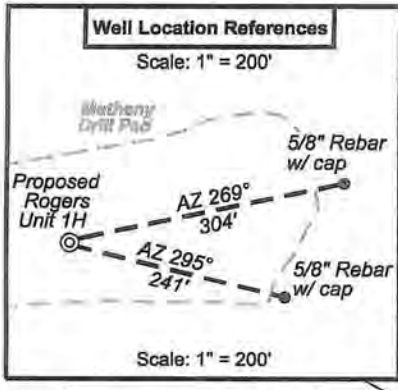 Well Location References
Scale: 1" = 200'
Matheny
Drill Pad
5/8" Rebar
w/ cap
Proposed
Rogers
Unit 1H
AZ 269°
304'
AZ 295°
241'
5/8" Rebar
w/ cap
Scale: 1" = 200'